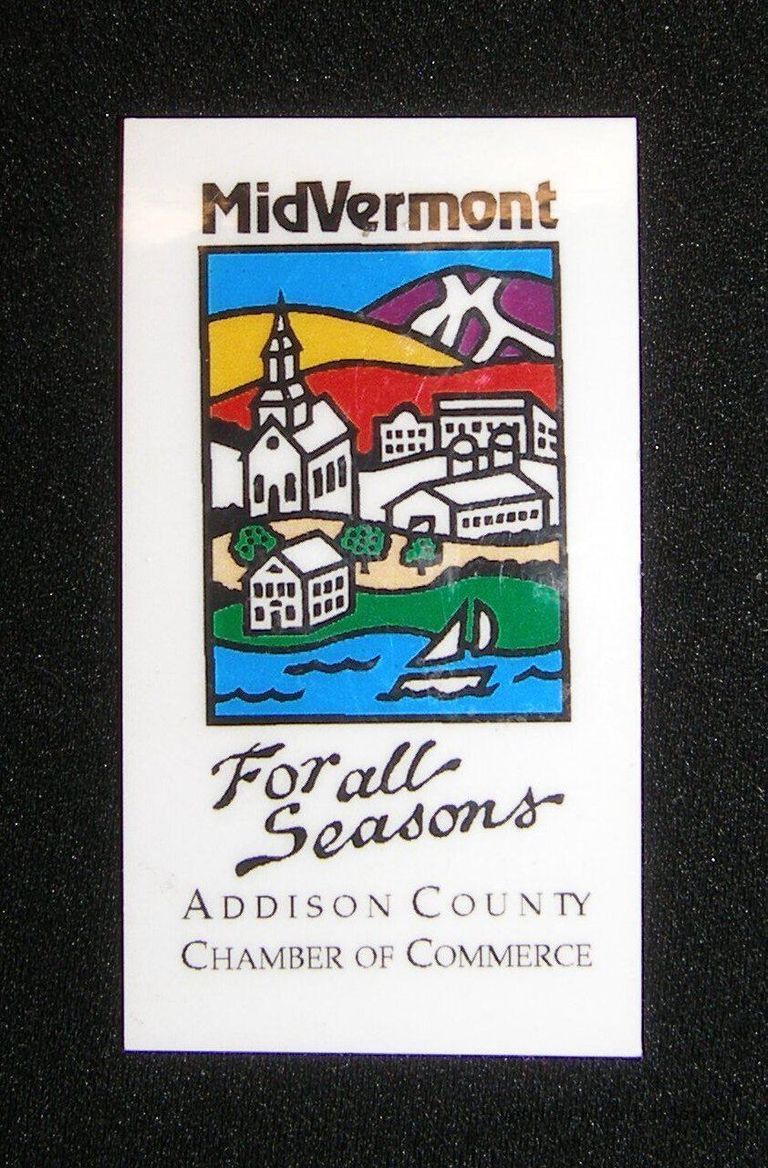 MidVermont
For all
Seasons
ADDISON COUNTY
CHAMBER OF COMMERCE